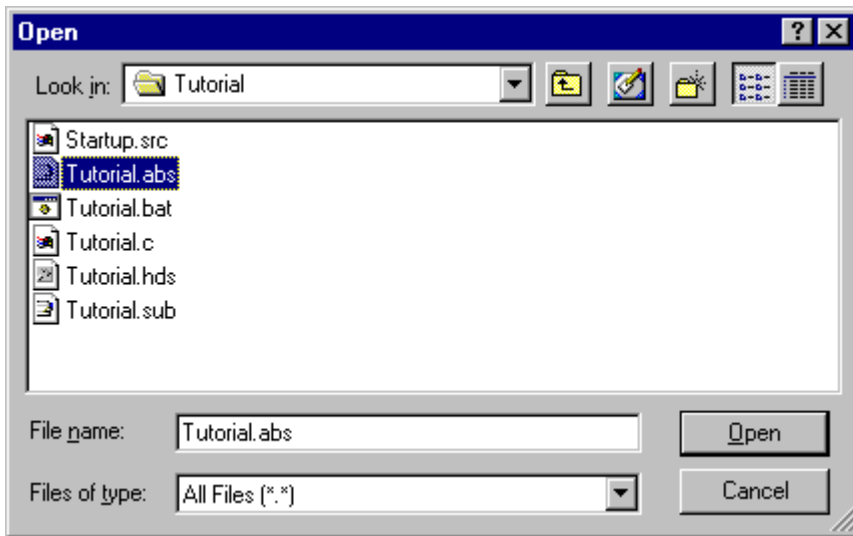 Open
Look in: Tutorial
Startup.src
Tutorial.abs
Tutorial.bat
Tutorial.c
Tutorial.hds
Tutorial.sub
File name: Tutorial.abs Open
Files of type: All Files (*.*) Cancel